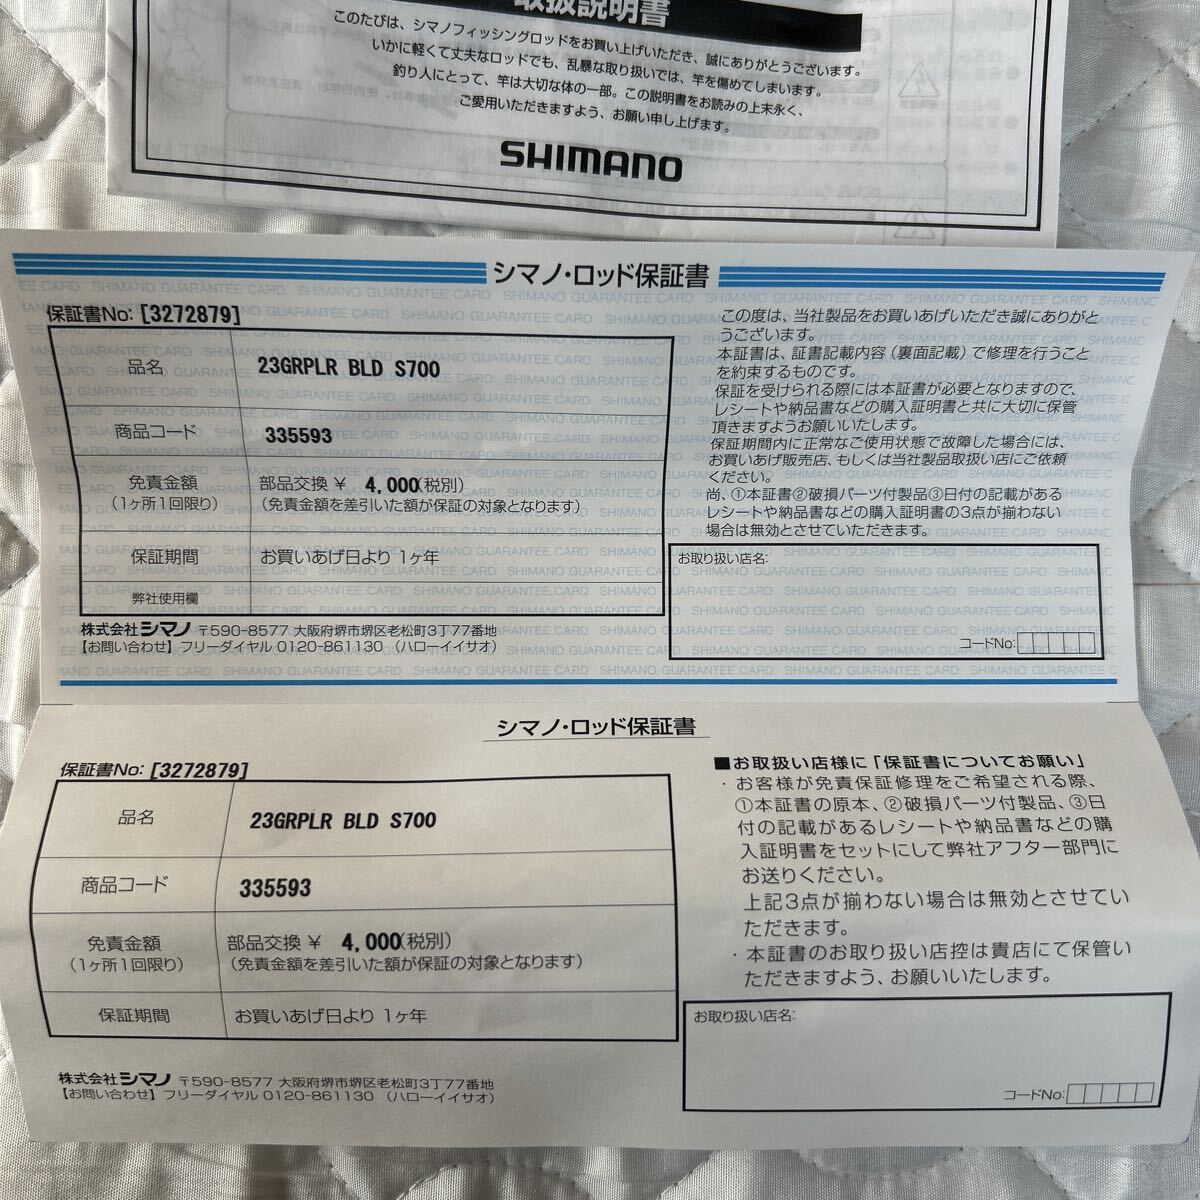 取扱説明書
このたびは、シマノフィッシングロッドをお買い上げいただき、誠にありがとうございます。
いかに軽くて丈夫なロッドでも、乱暴な取り扱いでは、竿を傷めてしまいます。
釣り人にとって、竿は大切な体の一部。この説明書をお読みの上末永く、
ご愛用いただきますよう、お願い申し上げます。
SHIMANO
シマノ・ロッド保証書
保証書No: [3272879]
品名 23GRPLR BLD S700
商品コード 335593
免責金額 部品交換 ¥ 4,000(税別)
(1ヶ所1回限り) (免責金額を差引いた額が保証の対象となります)
保証期間 お買いあげ日より 1ヶ年
弊社使用欄
株式会社シマノ 〒590-8577 大阪府堺市堺区老松町3丁77番地
【お問い合わせ】フリーダイヤル 0120-861130 (ハローイイサオ)
この度は、当社製品をお買いあげいただき誠にありがと
うございます。
本証書は、証書記載内容(裏面記載)で修理を行うこと
を約束するものです。
保証を受けられる際には本証書が必要となりますので、
レシートや納品書などの購入証明書と共に大切に保管
頂きますようお願いいたします。
保証期間内に正常なご使用状態で故障した場合には、
お買いあげ販売店、もしくは当社製品取扱い店にご依頼
ください。
尚、①本証書②破損パーツ付製品③日付の記載がある
レシートや納品書などの購入証明書の3点が揃わない
場合は無効とさせていただきます。
お取り扱い店名:
コードNo:
シマノ・ロッド保証書
保証書No: [3272879]
品名 23GRPLR BLD S700
商品コード 335593
免責金額 部品交換 ¥ 4,000(税別)
(1ヶ所1回限り) (免責金額を差引いた額が保証の対象となります)
保証期間 お買いあげ日より 1ヶ年
株式会社シマノ 〒590-8577 大阪府堺市堺区老松町3丁77番地
【お問い合わせ】フリーダイヤル 0120-861130 (ハローイイサオ)
■お取扱い店様に「保証書についてお願い」
・お客様が免責保証修理をご希望される際、
①本証書の原本、②破損パーツ付製品、③日
付の記載があるレシートや納品書などの購
入証明書をセットにして弊社アフター部門に
お送りください。
上記3点が揃わない場合は無効とさせてい
ただきます。
・本証書のお取り扱い店控は貴店にて保管い
ただきますよう、お願いいたします。
お取り扱い店名:
コードNo: